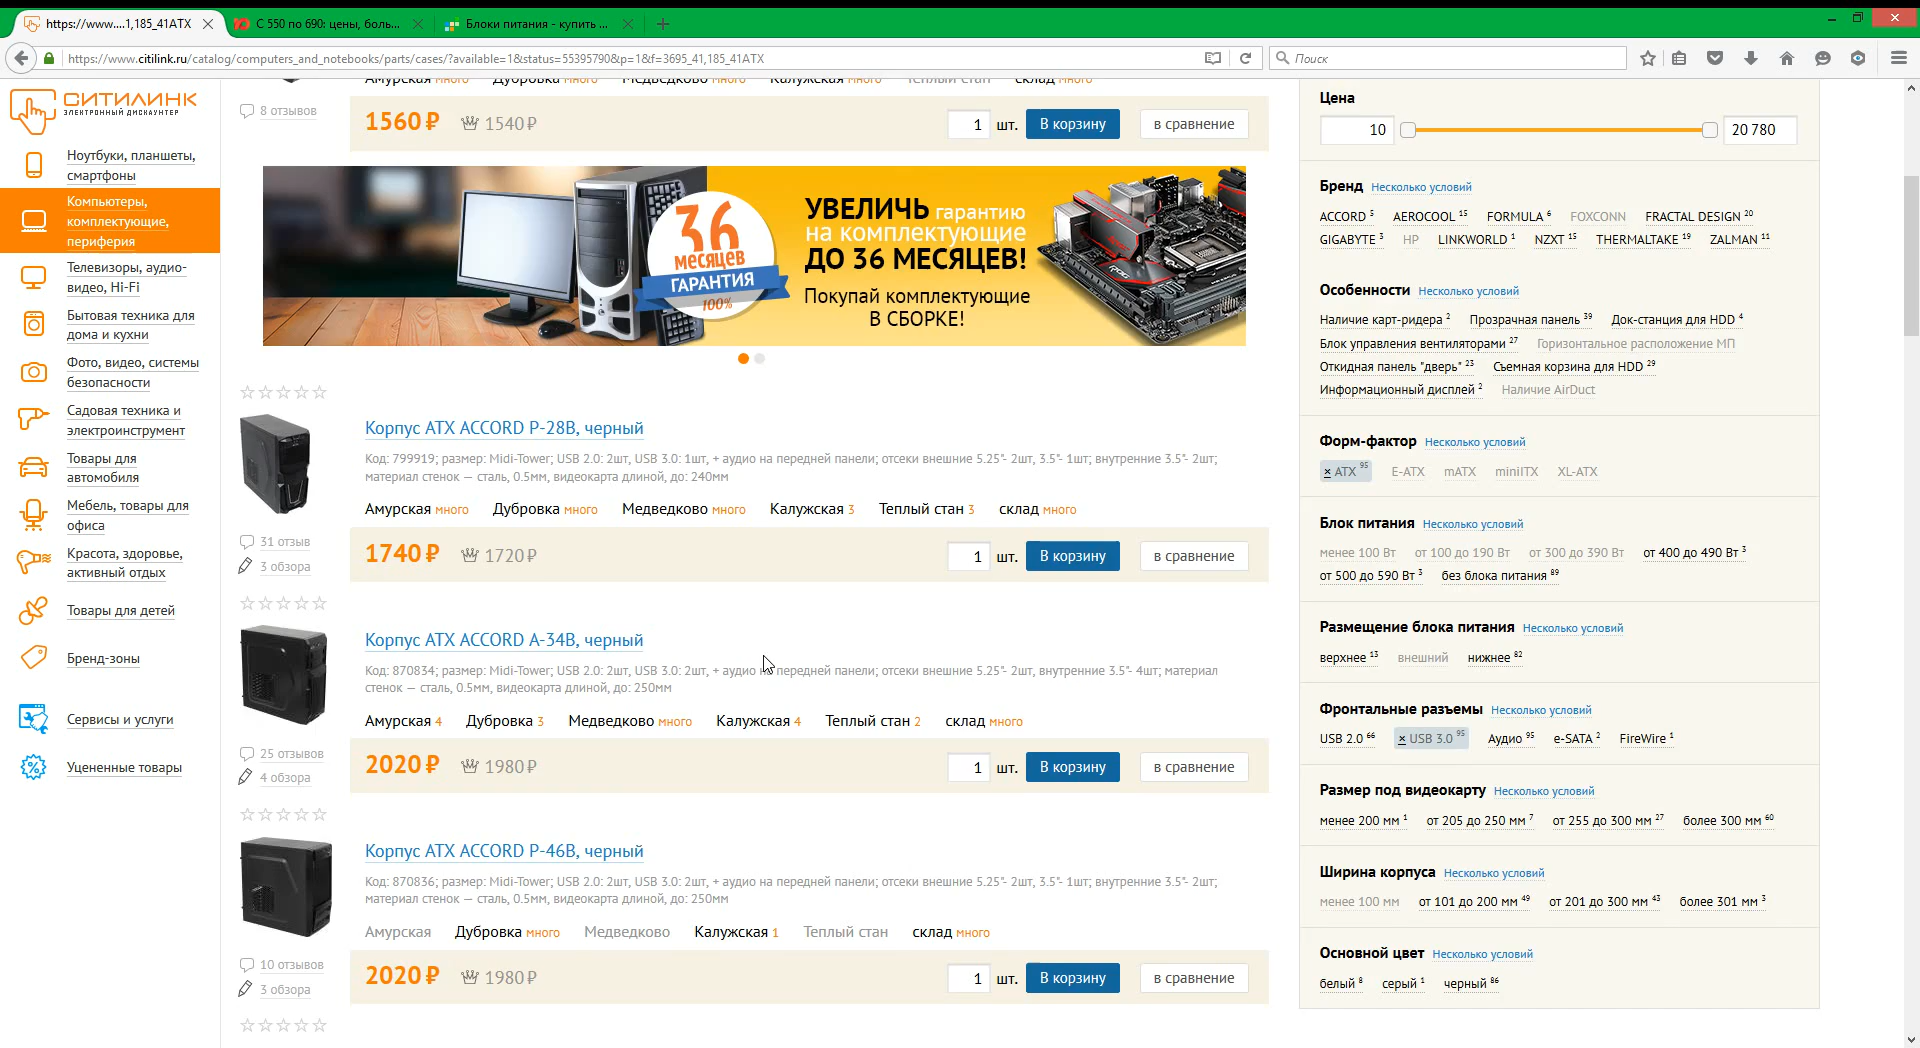 https://www....1,185_41ATX
С 550 по 690: цены, боль...
Блоки питания - купить ...
https://www.citilink.ru/catalog/computers_and_notebooks/parts/cases/?available=1&status=55395790&p=1&f=3695_41,185_41ATX
Поиск
СИТИЛИНК
ЭЛЕКТРОННЫЙ ДИСКАУНТЕР
Ноутбуки, планшеты,
смартфоны
Компьютеры,
комплектующие,
периферия
Телевизоры, аудио-
видео, Hi-Fi
Бытовая техника для
дома и кухни
Фото, видео, системы
безопасности
Садовая техника и
электроинструмент
Товары для
автомобиля
Мебель, товары для
офиса
Красота, здоровье,
активный отдых
Товары для детей
Бренд-зоны
Сервисы и услуги
Уцененные товары
Амурская много Дубровка много Медведково много Калужская много Теплый стан склад много
8 отзывов
1560 ₽ 1540 ₽ 1 шт. В корзину в сравнение
36
месяцев
ГАРАНТИЯ
100%
УВЕЛИЧЬ гарантию
на комплектующие
ДО 36 МЕСЯЦЕВ!
Покупай комплектующие
В СБОРКЕ!
Корпус ATX ACCORD P-28B, черный
Код: 799919; размер: Midi-Tower; USB 2.0: 2шт, USB 3.0: 1шт, + аудио на передней панели; отсеки внешние 5.25"- 2шт, 3.5"- 1шт; внутренние 3.5"- 2шт;
материал стенок — сталь, 0.5мм, видеокарта длиной, до: 240мм
Амурская много Дубровка много Медведково много Калужская 3 Теплый стан 3 склад много
31 отзыв
3 обзора
1740 ₽ 1720 ₽ 1 шт. В корзину в сравнение
Корпус ATX ACCORD A-34B, черный
Код: 870834; размер: Midi-Tower; USB 2.0: 2шт, USB 3.0: 2шт, + аудио на передней панели; отсеки внешние 5.25"- 2шт, внутренние 3.5"- 4шт; материал
стенок — сталь, 0.5мм, видеокарта длиной, до: 250мм
Амурская 4 Дубровка 3 Медведково много Калужская 4 Теплый стан 2 склад много
25 отзывов
4 обзора
2020 ₽ 1980 ₽ 1 шт. В корзину в сравнение
Корпус ATX ACCORD P-46B, черный
Код: 870836; размер: Midi-Tower; USB 2.0: 2шт, USB 3.0: 2шт, + аудио на передней панели; отсеки внешние 5.25"- 2шт, 3.5"- 1шт; внутренние 3.5"- 2шт;
материал стенок — сталь, 0.5мм, видеокарта длиной, до: 250мм
Амурская Дубровка много Медведково Калужская 1 Теплый стан склад много
10 отзывов
3 обзора
2020 ₽ 1980 ₽ 1 шт. В корзину в сравнение
Цена
10 20 780
Бренд Несколько условий
ACCORD 5 AEROCOOL 15 FORMULA 6 FOXCONN FRACTAL DESIGN 20
GIGABYTE 3 HP LINKWORLD 1 NZXT 15 THERMALTAKE 19 ZALMAN 11
Особенности Несколько условий
Наличие карт-ридера 2 Прозрачная панель 39 Док-станция для HDD 4
Блок управления вентиляторами 27 Горизонтальное расположение МП
Откидная панель "дверь" 23 Съемная корзина для HDD 29
Информационный дисплей 2 Наличие AirDuct
Форм-фактор Несколько условий
× ATX 95 E-ATX mATX miniITX XL-ATX
Блок питания Несколько условий
менее 100 Вт от 100 до 190 Вт от 300 до 390 Вт от 400 до 490 Вт 3
от 500 до 590 Вт 3 без блока питания 89
Размещение блока питания Несколько условий
верхнее 13 внешний нижнее 82
Фронтальные разъемы Несколько условий
USB 2.0 66 × USB 3.0 95 Аудио 95 e-SATA 2 FireWire 1
Размер под видеокарту Несколько условий
менее 200 мм 1 от 205 до 250 мм 7 от 255 до 300 мм 27 более 300 мм 60
Ширина корпуса Несколько условий
менее 100 мм от 101 до 200 мм 49 от 201 до 300 мм 43 более 301 мм 3
Основной цвет Несколько условий
белый 8 серый 1 черный 86